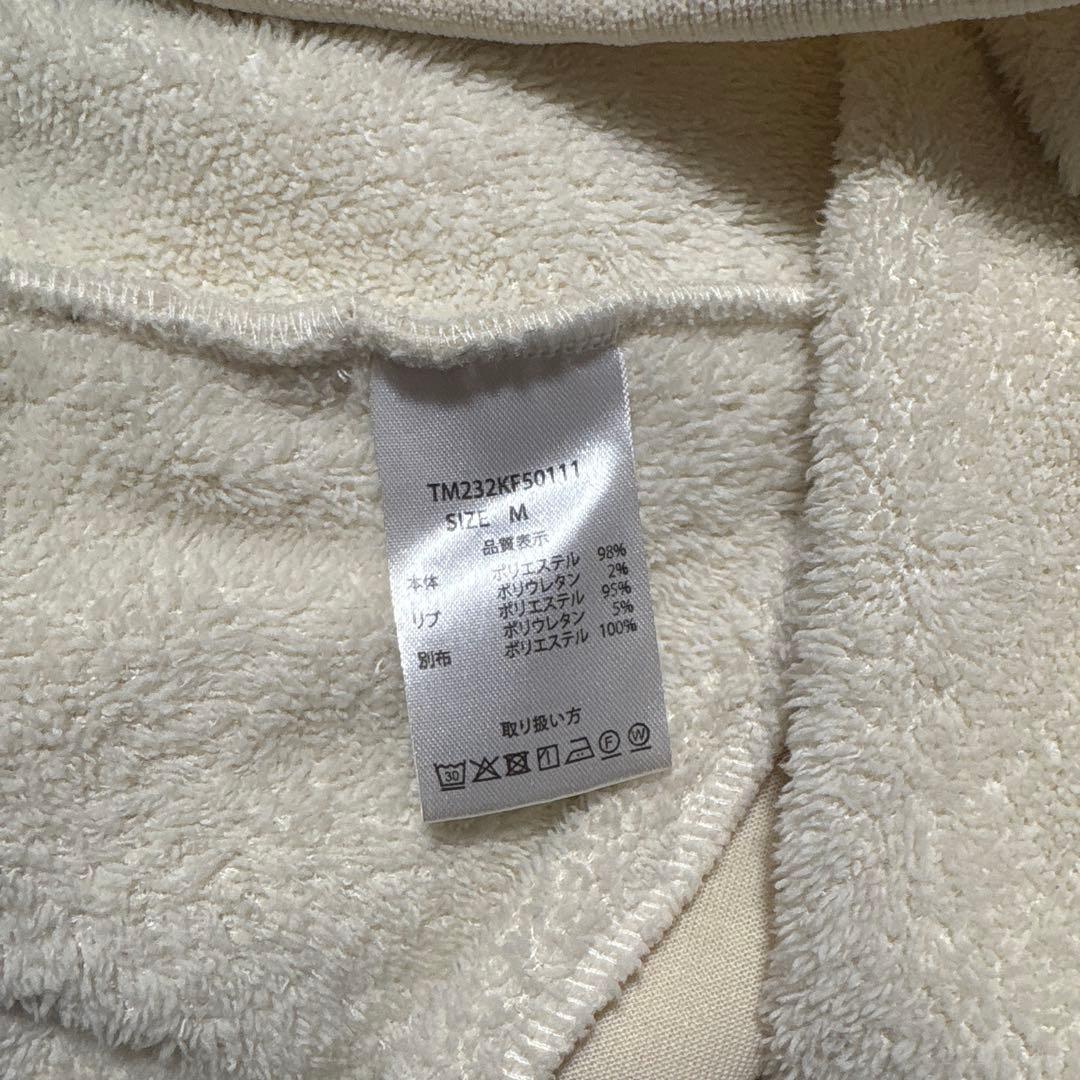 TM232KF50111
SIZE M
品質表示
本体 ポリエステル 98%
ポリウレタン 2%
リブ ポリエステル 95%
ポリウレタン 5%
別布 ポリエステル 100%
取り扱い方
30 F W